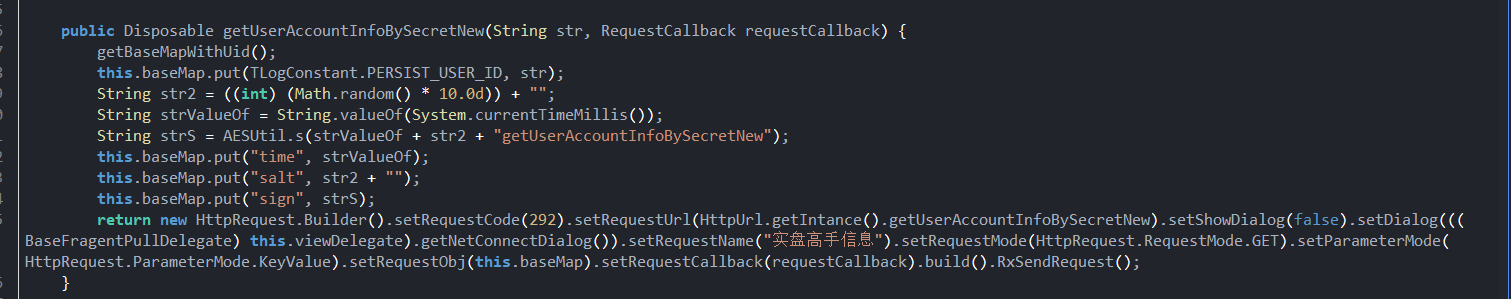 public Disposable getUserAccountInfoBySecretNew(String str, RequestCallback requestCallback) {
getBaseMapWithUid();
this.baseMap.put(TLogConstant.PERSIST_USER_ID, str);
String str2 = ((int) (Math.random() * 10.0d)) + "";
String strValueOf = String.valueOf(System.currentTimeMillis());
String strS = AESUtil.s(strValueOf + str2 + "getUserAccountInfoBySecretNew");
this.baseMap.put("time", strValueOf);
this.baseMap.put("salt", str2 + "");
this.baseMap.put("sign", strS);
return new HttpRequest.Builder().setRequestCode(292).setRequestUrl(HttpUrl.getIntance().getUserAccountInfoBySecretNew).setShowDialog(false).setDialog(((
BaseFragentPullDelegate) this.viewDelegate).getNetConnectDialog()).setRequestName("实盘高手信息").setRequestMode(HttpRequest.RequestMode.GET).setParameterMode(
HttpRequest.ParameterMode.KeyValue).setRequestObj(this.baseMap).setRequestCallback(requestCallback).build().RxSendRequest();
}